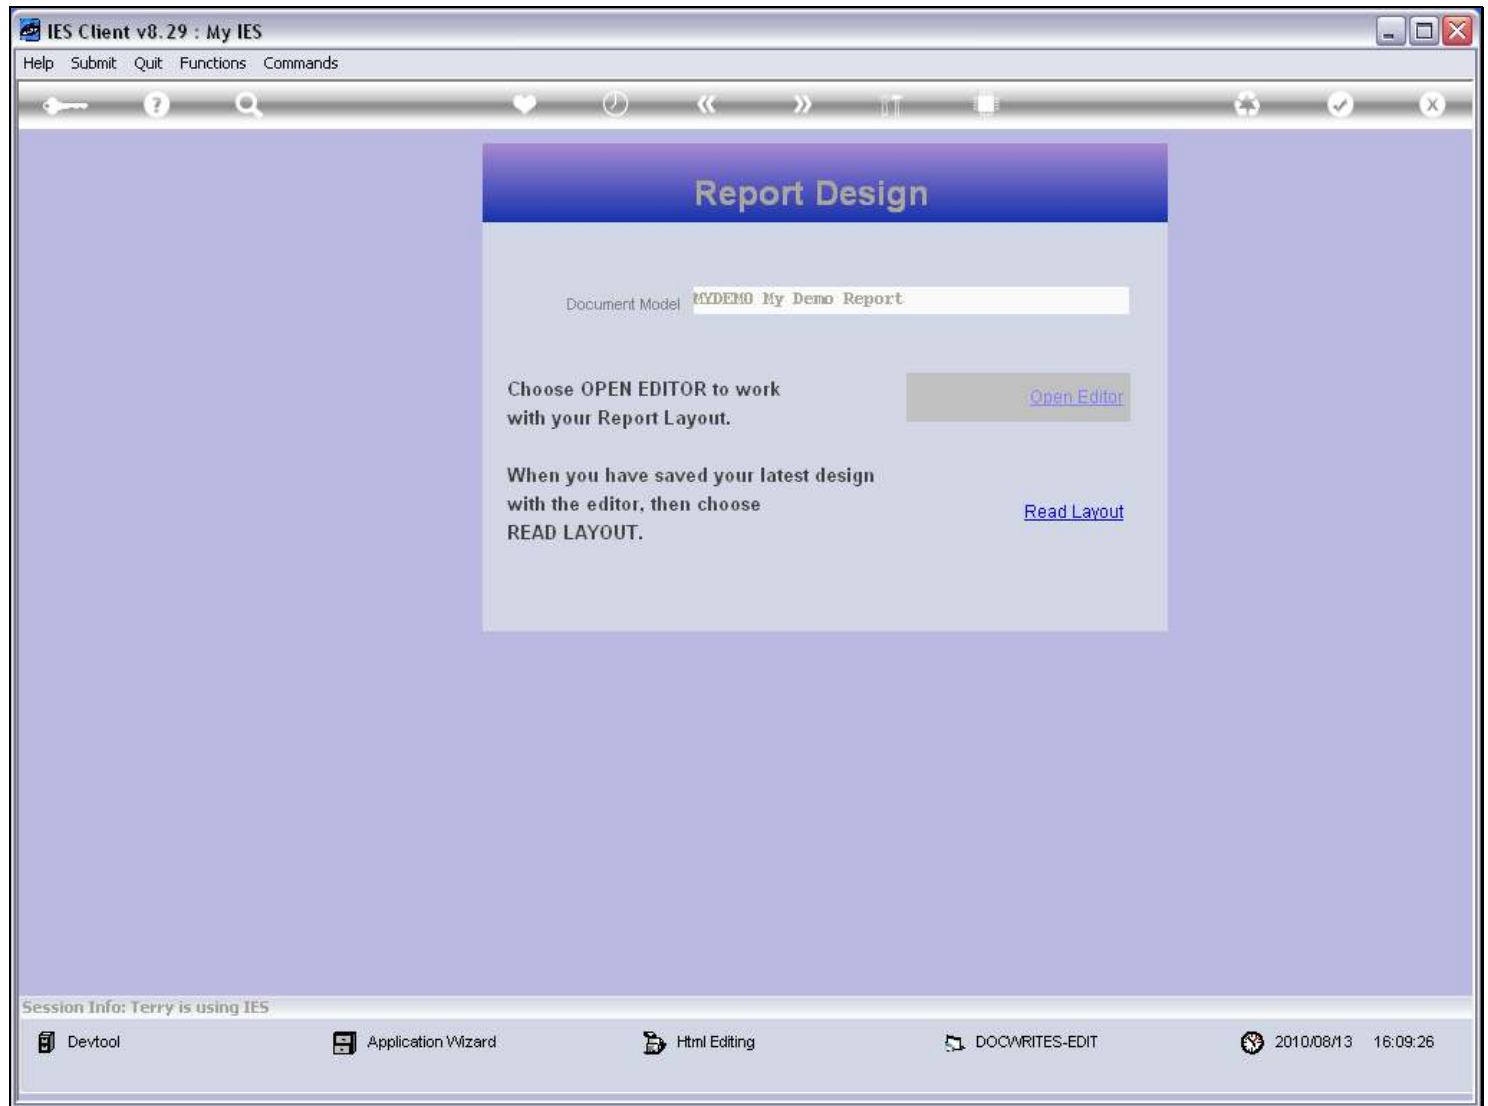 IES Client v8.29 : My IES
Help Submit Quit Functions Commands
Report Design
Document Model MYDEMO My Demo Report
Choose OPEN EDITOR to work
with your Report Layout.
Open Editor
When you have saved your latest design
with the editor, then choose
READ LAYOUT.
Read Layout
Session Info: Terry is using IES
Devtool Application Wizard Html Editing DOCWRITES-EDIT 2010/08/13 16:09:26